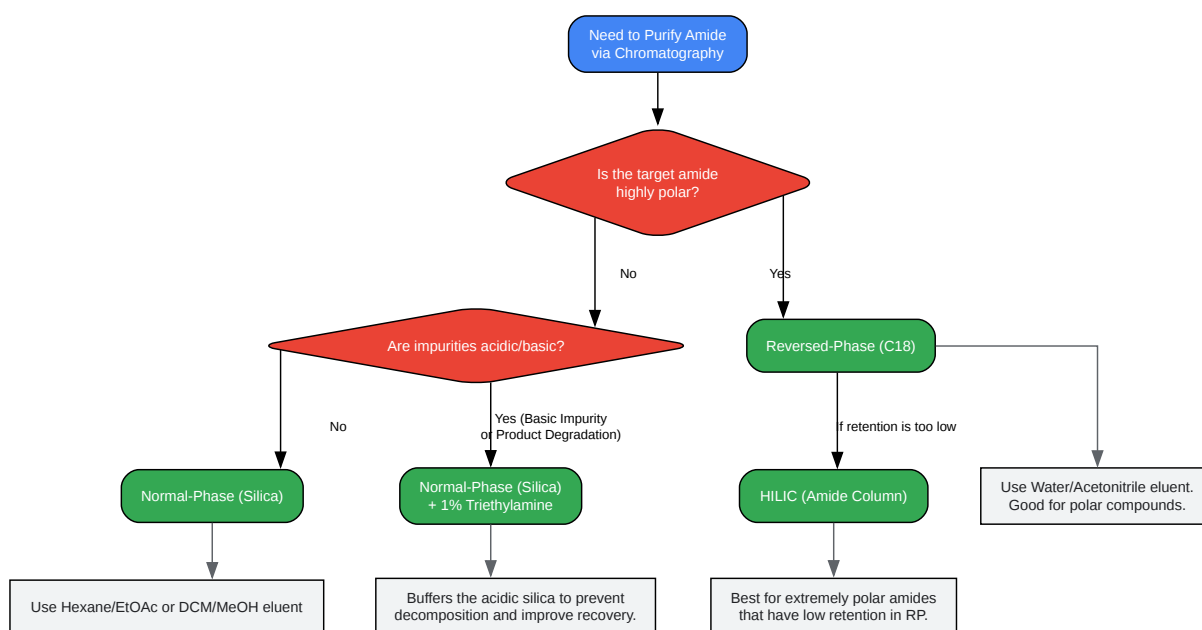 Need to Purify Amide
via Chromatography
Is the target amide
highly polar?
No
Yes
Are impurities acidic/basic?
Reversed-Phase (C18)
No
Yes (Basic Impurity
or Product Degradation)
If retention is too low
Normal-Phase (Silica)
Normal-Phase (Silica)
+ 1% Triethylamine
HILIC (Amide Column)
Use Water/Acetonitrile eluent.
Good for polar compounds.
Use Hexane/EtOAc or DCM/MeOH eluent
Buffers the acidic silica to prevent
decomposition and improve recovery.
Best for extremely polar amides
that have low retention in RP.